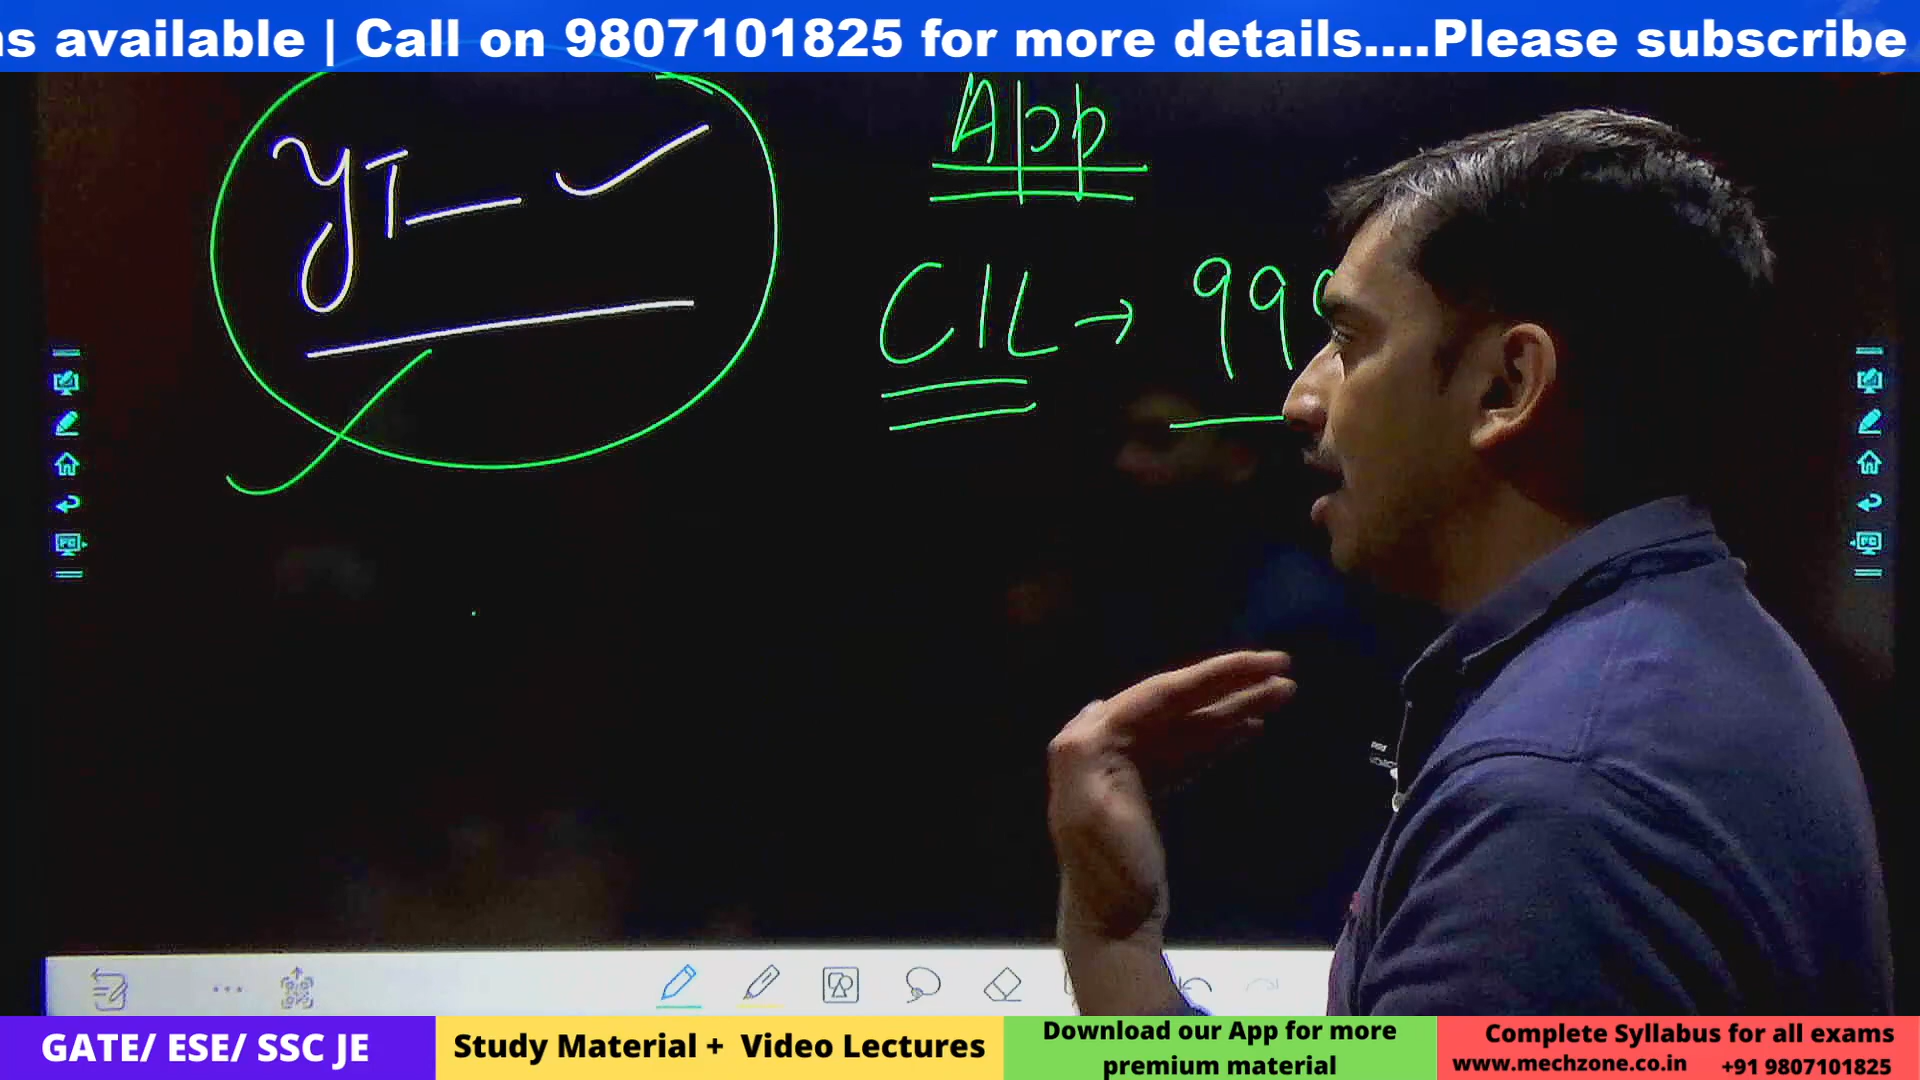 s available | Call on 9807101825 for more details....Please subscribe
App
YT
CIL → 999
GATE/ ESE/ SSC JE
Study Material + Video Lectures
Download our App for more
premium material
Complete Syllabus for all exams
www.mechzone.co.in +91 9807101825